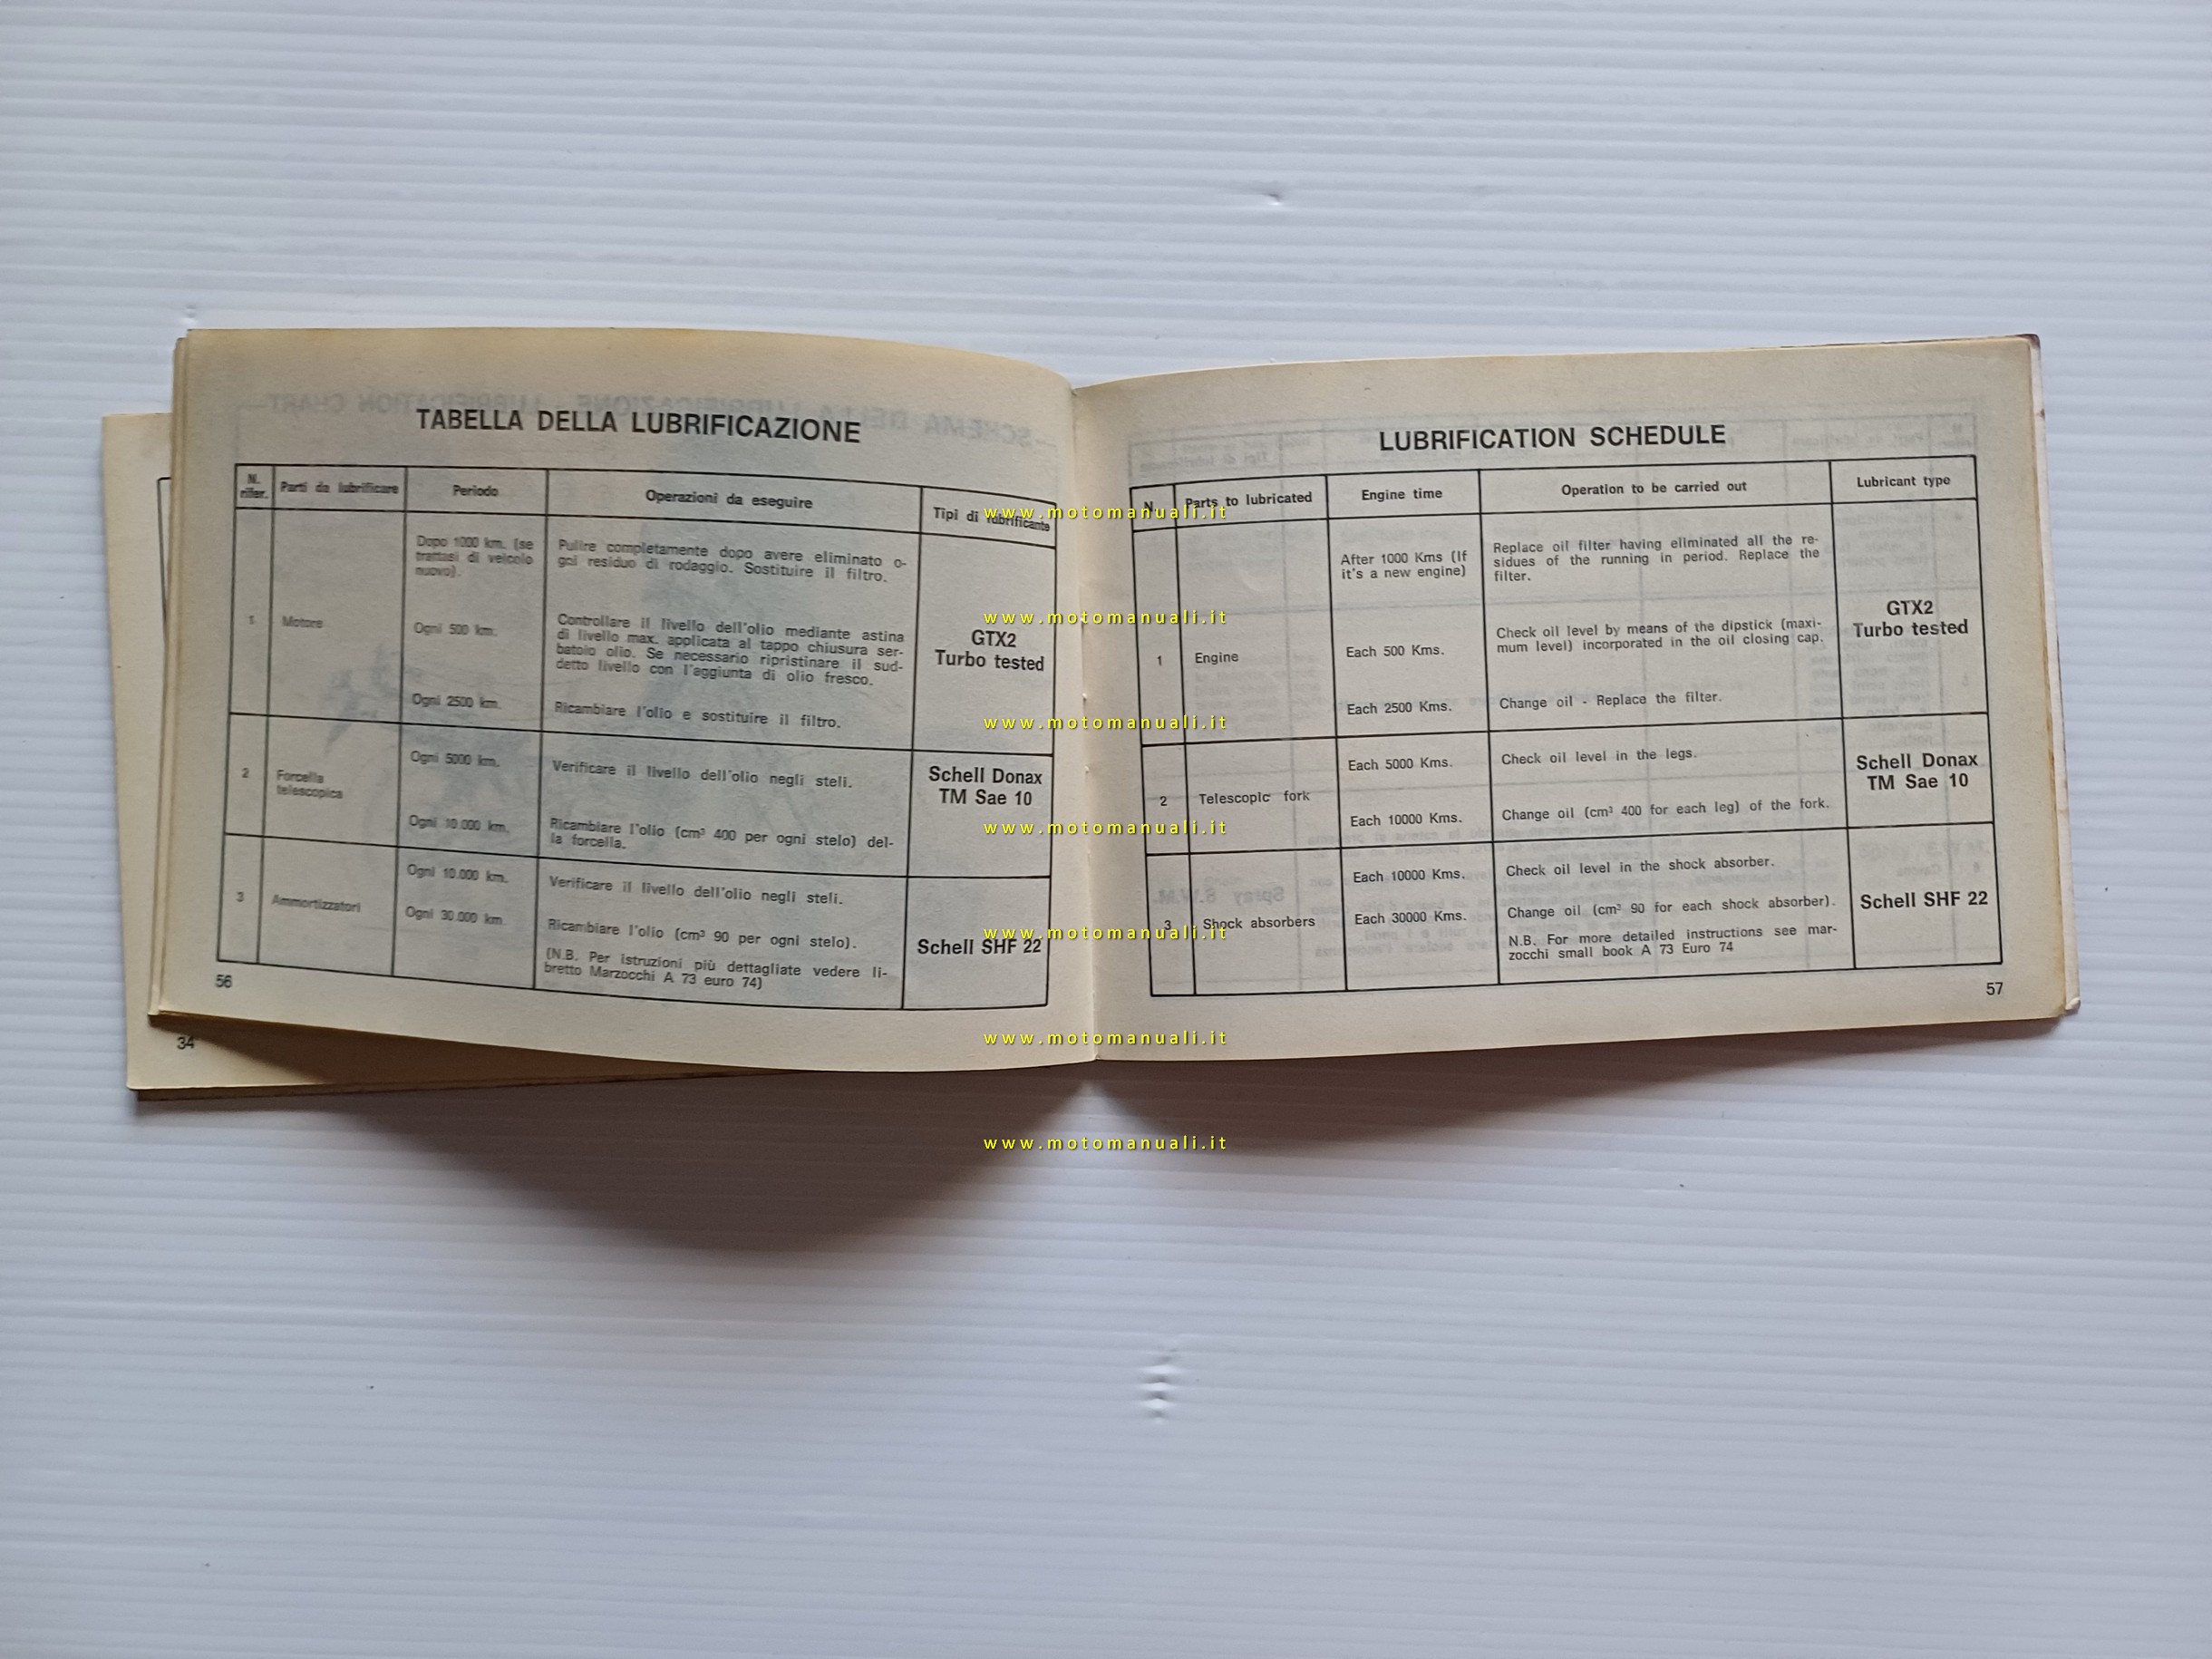 TABELLA DELLA LUBRIFICAZIONE
N. rifer.
Parti da lubrificare
Periodo
Operazioni da eseguire
Tipi di lubrificante
1
Motore
Dopo 1000 km. (se
trattasi di veicolo
nuovo).
Pulire completamente dopo avere eliminato o-
gni residuo di rodaggio. Sostituire il filtro.
Ogni 500 km.
Controllare il livello dell'olio mediante astina
di livello max. applicata al tappo chiusura ser-
batoio olio. Se necessario ripristinare il sud-
detto livello con l'aggiunta di olio fresco.
Ogni 2500 km.
Ricambiare l'olio e sostituire il filtro.
GTX2
Turbo tested
2
Forcella
telescopica
Ogni 5000 km.
Verificare il livello dell'olio negli steli.
Ogni 10.000 km.
Ricambiare l'olio (cm³ 400 per ogni stelo) del-
la forcella.
Schell Donax
TM Sae 10
3
Ammortizzatori
Ogni 10.000 km.
Verificare il livello dell'olio negli steli.
Ogni 30.000 km.
Ricambiare l'olio (cm³ 90 per ogni stelo).
(N.B. Per istruzioni più dettagliate vedere li-
bretto Marzocchi A 73 euro 74)
Schell SHF 22
56
34
LUBRIFICATION SCHEDULE
N.
Parts to lubricated
Engine time
Operation to be carried out
Lubricant type
1
Engine
After 1000 Kms (If
it's a new engine)
Replace oil filter having eliminated all the re-
sidues of the running in period. Replace the
filter.
Each 500 Kms.
Check oil level by means of the dipstick (maxi-
mum level) incorporated in the oil closing cap.
Each 2500 Kms.
Change oil - Replace the filter.
GTX2
Turbo tested
2
Telescopic fork
Each 5000 Kms.
Check oil level in the legs.
Each 10000 Kms.
Change oil (cm³ 400 for each leg) of the fork.
Schell Donax
TM Sae 10
3
Shock absorbers
Each 10000 Kms.
Check oil level in the shock absorber.
Each 30000 Kms.
Change oil (cm³ 90 for each shock absorber).
N.B. For more detailed instructions see mar-
zocchi small book A 73 Euro 74
Schell SHF 22
57
www.motomanuali.it
www.motomanuali.it
www.motomanuali.it
www.motomanuali.it
www.motomanuali.it
www.motomanuali.it
www.motomanuali.it